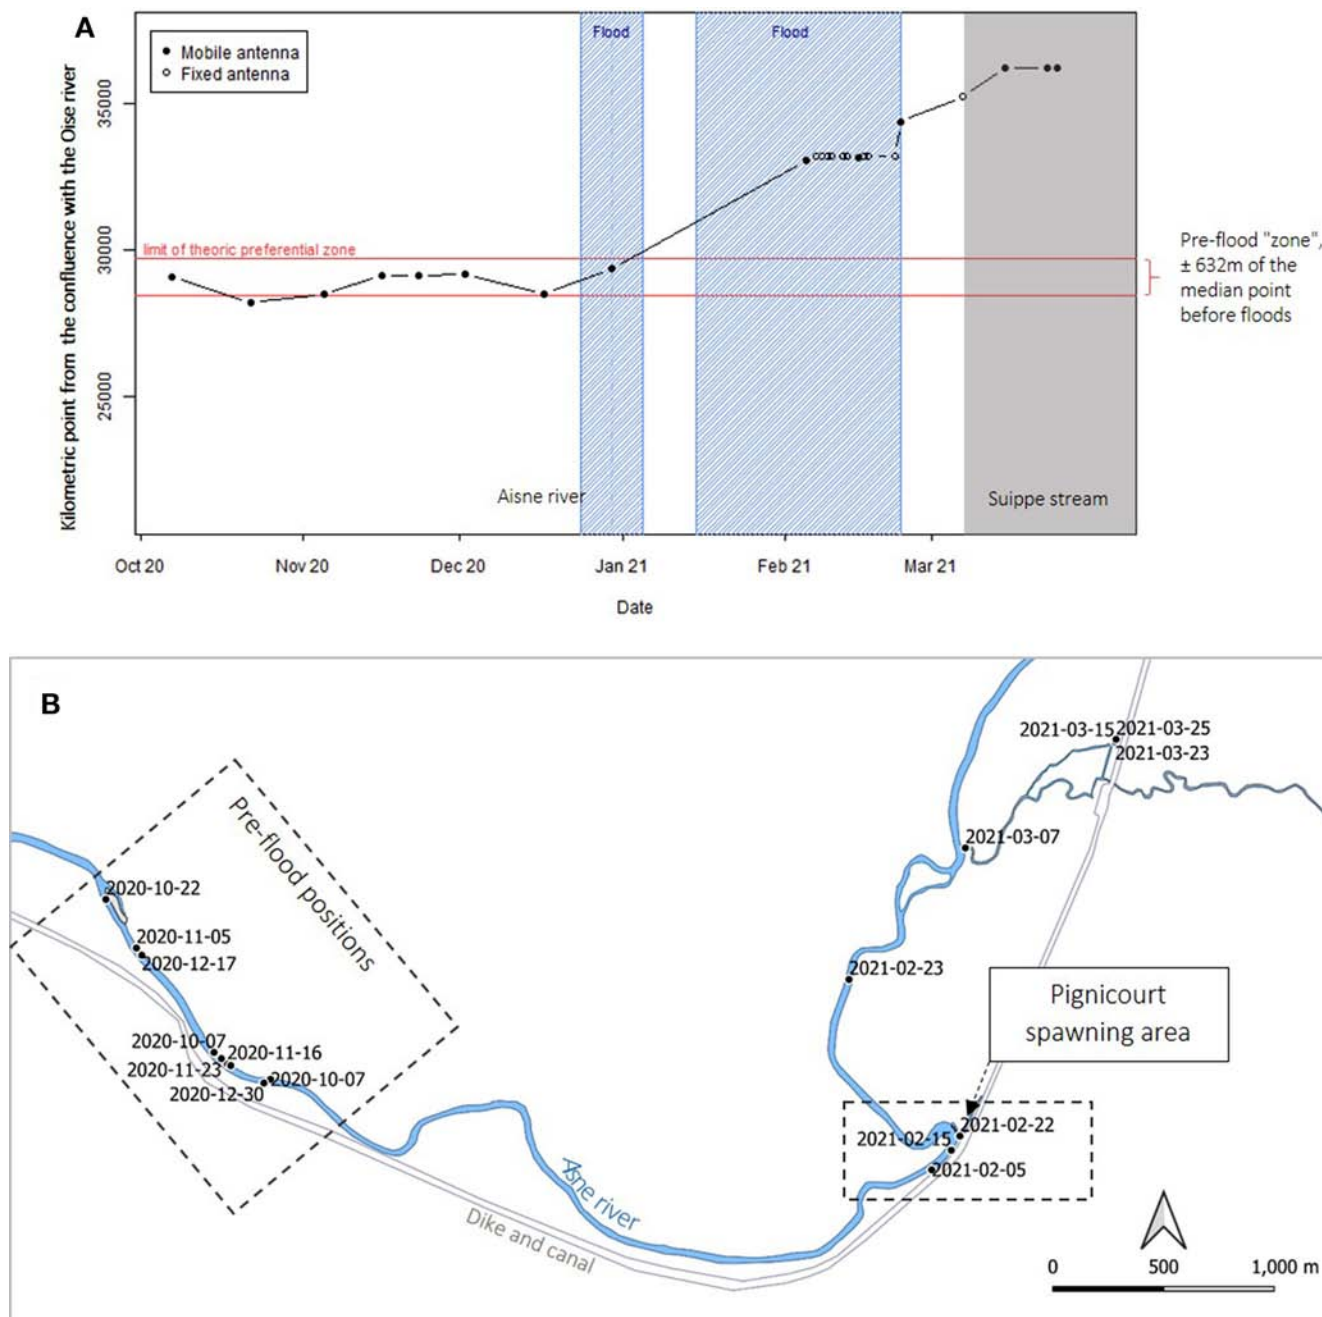 A
Mobile antenna
Fixed antenna
Flood
Flood
Kilometric point from the confluence with the Oise river
35000
30000
25000
limit of theoric preferential zone
Pre-flood "zone",
± 632m of the
median point
before floods
Aisne river
Suippe stream
Oct 20
Nov 20
Dec 20
Jan 21
Feb 21
Mar 21
Date
B
2021-03-15
2021-03-25
2021-03-23
Pre-flood positions
2021-03-07
2020-10-22
2020-11-05
2020-12-17
2021-02-23
Pignicourt
spawning area
2020-10-07
2020-11-16
2020-11-23
2020-10-07
2020-12-30
2021-02-22
2021-02-15
2021-02-05
Aisne river
Dike and canal
0
500
1,000 m